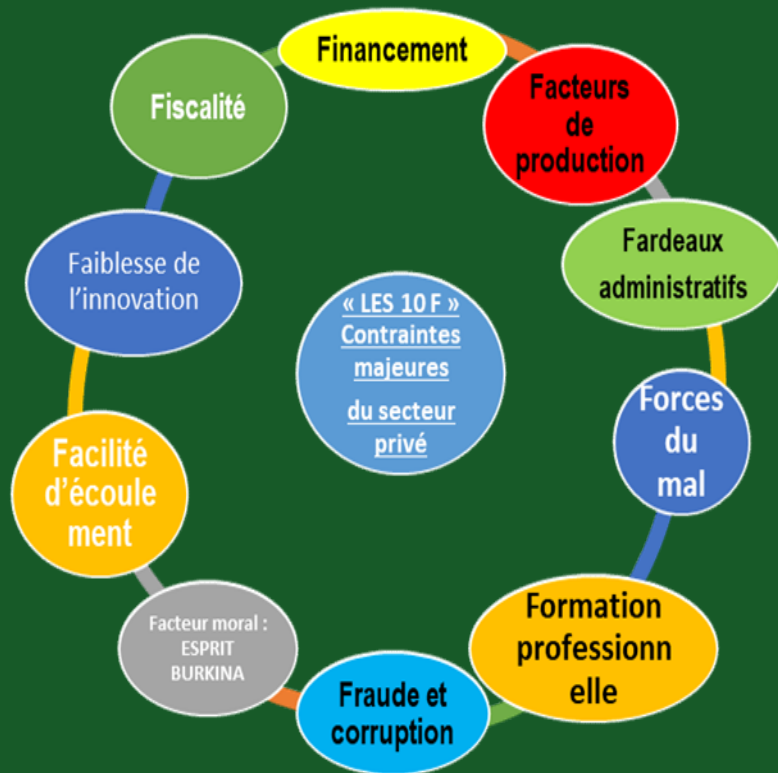 Financement
Facteurs
de
production
Fardeaux
administratifs
Forces
du
mal
Formation
professionn
elle
Fraude et
corruption
Facteur moral :
ESPRIT
BURKINA
Facilité
d'écoule
ment
Faiblesse de
l'innovation
Fiscalité
« LES 10 F »
Contraintes
majeures
du secteur
privé